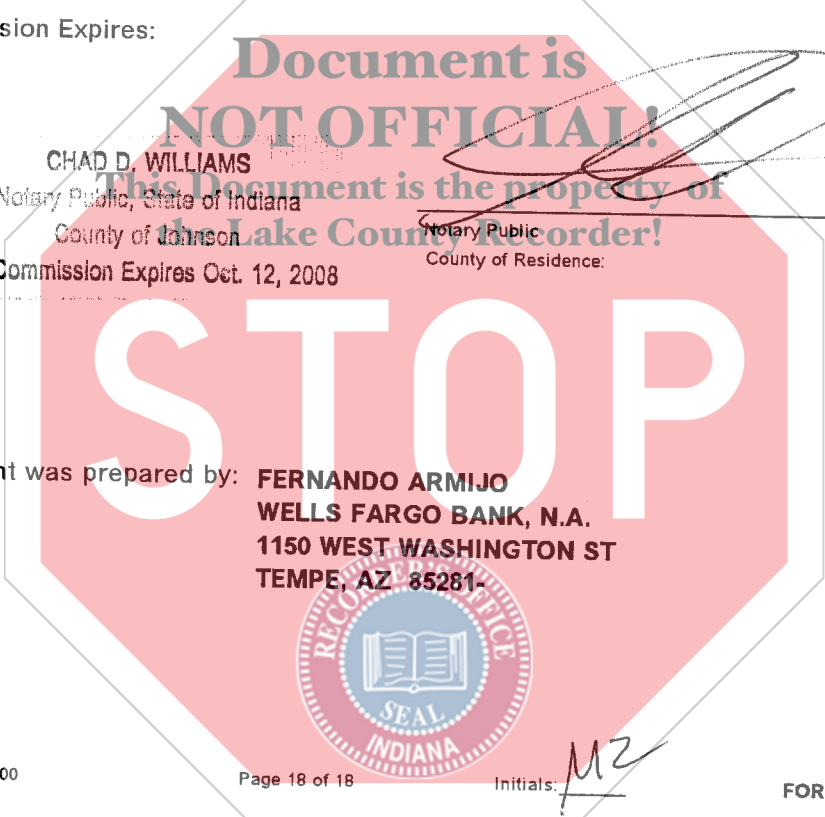 sion Expires:
Document is
NOT OFFICIAL!
CHAD D. WILLIAMS
This Document is the property of
Notary Public, State of Indiana
the Lake County Recorder!
County of Johnson
Notary Public
Commission Expires Oct. 12, 2008
County of Residence:
STOP
nt was prepared by: FERNANDO ARMIJO
WELLS FARGO BANK, N.A.
1150 WEST WASHINGTON ST
TEMPE, AZ 85281-
RECORDER'S OFFICE
SEAL
INDIANA
00
Page 18 of 18
Initials: MZ
FOR